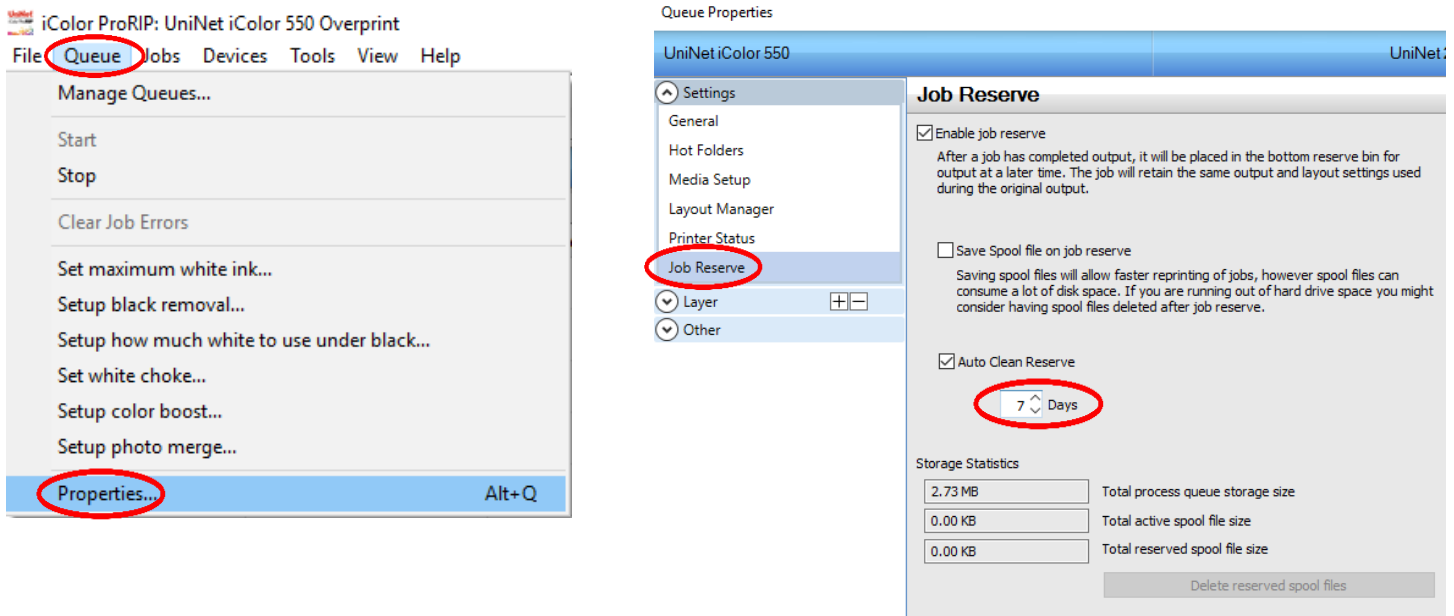 iColor ProRIP: UniNet iColor 550 Overprint
File Queue Jobs Devices Tools View Help
Manage Queues...
Start
Stop
Clear Job Errors
Set maximum white ink...
Setup black removal...
Setup how much white to use under black...
Set white choke...
Setup color boost...
Setup photo merge...
Properties... Alt+Q
Queue Properties
UniNet iColor 550 UniNet
Settings
General
Hot Folders
Media Setup
Layout Manager
Printer Status
Job Reserve
Layer
Other
Job Reserve
Enable job reserve
After a job has completed output, it will be placed in the bottom reserve bin for
output at a later time. The job will retain the same output and layout settings used
during the original output.
Save Spool file on job reserve
Saving spool files will allow faster reprinting of jobs, however spool files can
consume a lot of disk space. If you are running out of hard drive space you might
consider having spool files deleted after job reserve.
Auto Clean Reserve
7 Days
Storage Statistics
2.73 MB Total process queue storage size
0.00 KB Total active spool file size
0.00 KB Total reserved spool file size
Delete reserved spool files